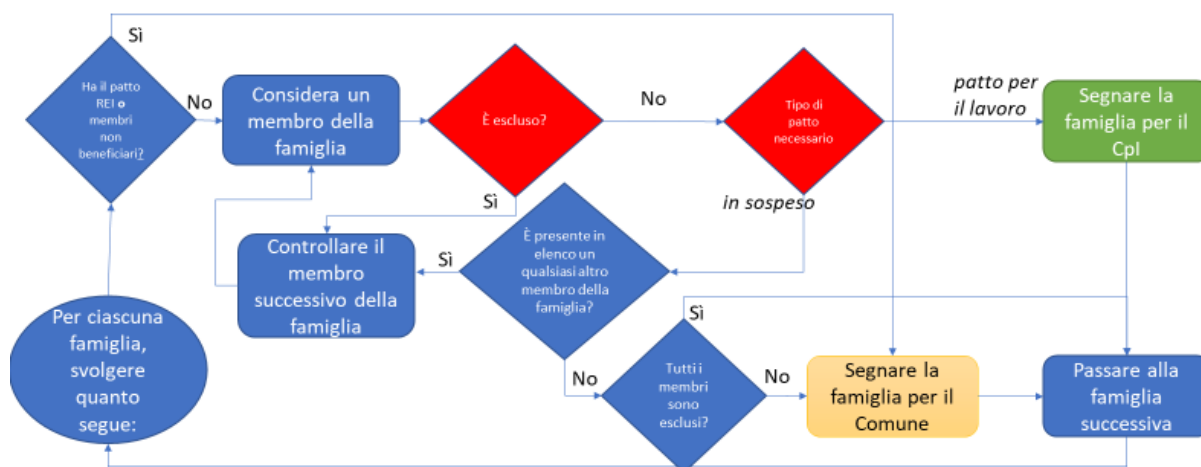 Sì
Ha il patto
REI o
membri
non
beneficiari?
No
Considera un
membro della
famiglia
È escluso?
No
Tipo di
patto
necessario
patto per
il lavoro
Segnare la
famiglia per il
CpI
Sì
in sospeso
Controllare il
membro
successivo della
famiglia
Sì
È presente in
elenco un
qualsiasi altro
membro della
famiglia?
Per ciascuna
famiglia,
svolgere
quanto
segue:
Sì
No
Tutti i
membri
sono
esclusi?
No
Segnare la
famiglia per il
Comune
Passare alla
famiglia
successiva